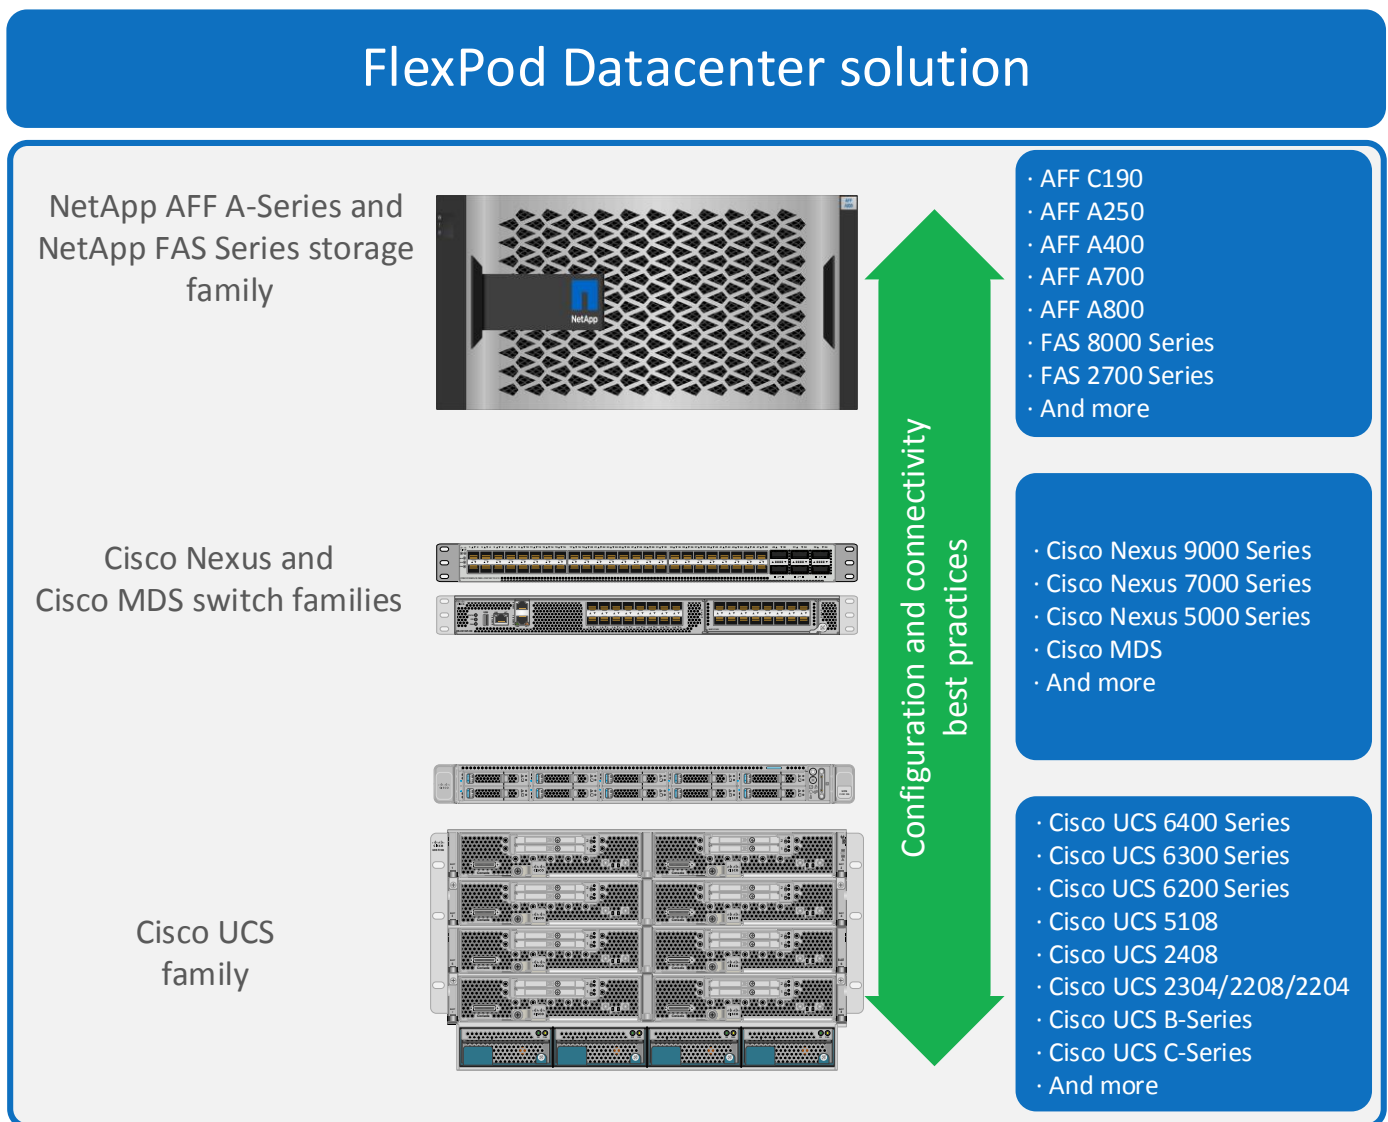 FlexPod Datacenter solution
NetApp AFF A-Series and
NetApp FAS Series storage
family
NetApp
· AFF C190
· AFF A250
· AFF A400
· AFF A700
· AFF A800
· FAS 8000 Series
· FAS 2700 Series
· And more
Configuration and connectivity
best practices
Cisco Nexus and
Cisco MDS switch families
· Cisco Nexus 9000 Series
· Cisco Nexus 7000 Series
· Cisco Nexus 5000 Series
· Cisco MDS
· And more
Cisco UCS
family
· Cisco UCS 6400 Series
· Cisco UCS 6300 Series
· Cisco UCS 6200 Series
· Cisco UCS 5108
· Cisco UCS 2408
· Cisco UCS 2304/2208/2204
· Cisco UCS B-Series
· Cisco UCS C-Series
· And more